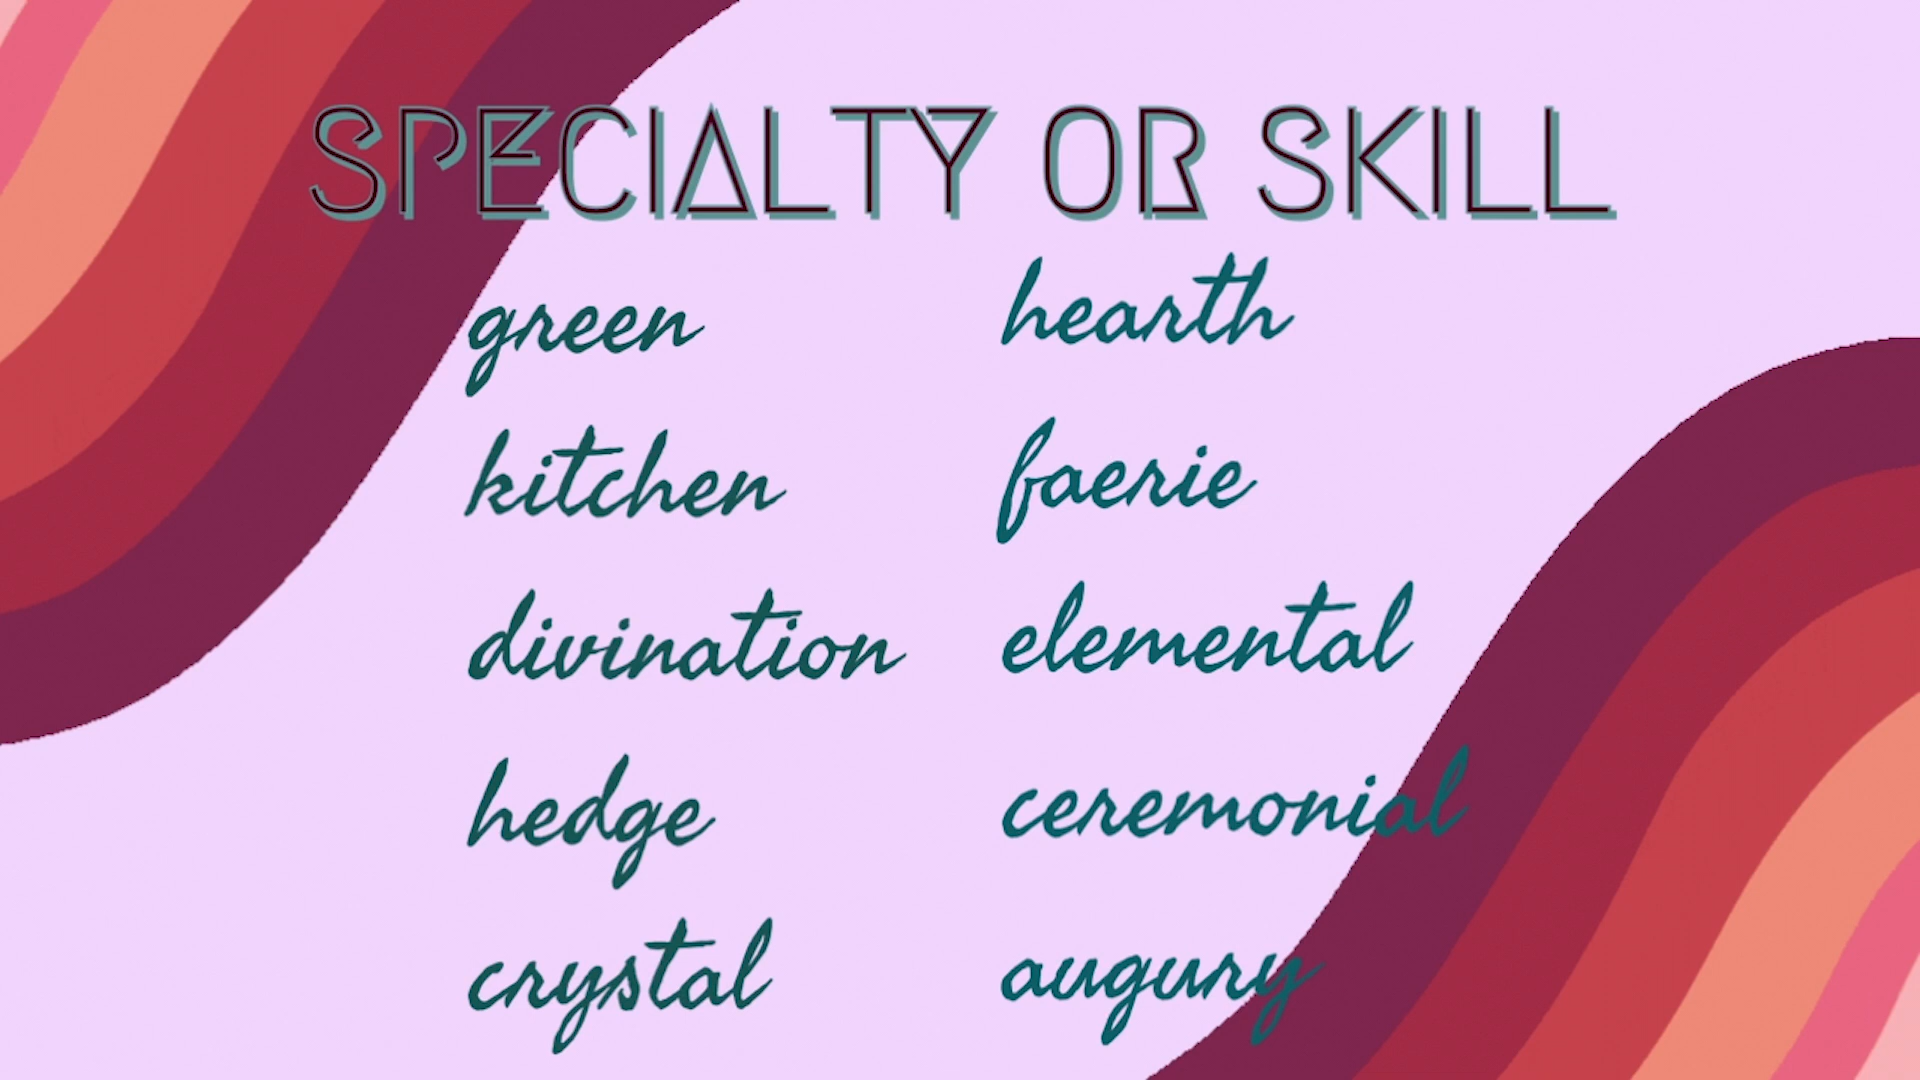 SPECIALTY OR SKILL
green
kitchen
divination
hedge
crystal
hearth
faerie
elemental
ceremonial
augury